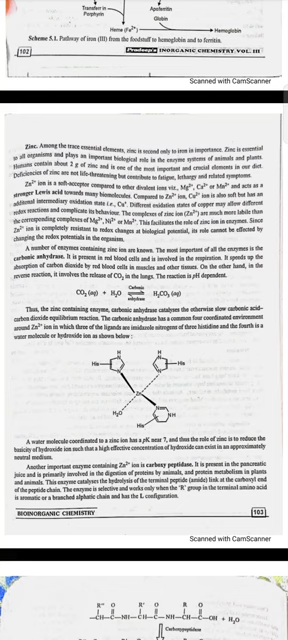 Transfert in
Porphyrin
Apoferritin
Globin
Heme (Fe²⁺)
Hemoglobin
Scheme 5.1. Pathway of iron (III) from the foodstuff to hemoglobin and to ferritin.
102
Pradeep's INORGANIC CHEMISTRY VOL. III
Scanned with CamScanner
Zinc. Among the trace essential elements, zinc is second only to iron in importance. Zinc is essential
to all organisms and plays an important biological role in the enzyme systems of animals and plants.
Humans contain about 2 g of zinc and is one of the most important and crucial elements in our diet.
Deficiencies of zinc are not life-threatening but contribute to fatigue, lethargy and related symptoms.
Zn²⁺ ion is a soft-acceptor compared to other divalent ions viz., Mg²⁺, Ca²⁺ or Mn²⁺ and acts as a
stronger Lewis acid towards many biomolecules. Compared to Zn²⁺ ion, Cu²⁺ ion is also soft but has an
additional intermediary oxidation state i.e., Cu⁺. Different oxidation states of copper may allow different
redox reactions and complicate its behaviour. The complexes of zinc ion (Zn²⁺) are much more labile than
the corresponding complexes of Mg²⁺, Ni²⁺ or Mn²⁺. This facilitates the role of zinc ion in enzymes. Since
Zn²⁺ ion is completely resistant to redox changes at biological potential, its role cannot be effected by
changing the redox potentials in the organism.
A number of enzymes containing zinc ion are known. The most important of all the enzymes is the
carbonic anhydrase. It is present in red blood cells and is involved in the respiration. It speeds up the
absorption of carbon dioxide by red blood cells in muscles and other tissues. On the other hand, in the
reverse reaction, it involves the release of CO₂ in the lungs. The reaction is pH dependent.
Carbonic
CO₂ (aq) + H₂O ⇌ H₂CO₃ (aq)
anhydrase
Thus, the zinc containing enzyme, carbonic anhydrase catalyses the otherwise slow carbonic acid-
carbon dioxide equilibrium reaction. The carbonic anhydrase has a common four coordinated environment
around Zn²⁺ ion in which three of the ligands are imidazole nitrogens of three histidine and the fourth is a
water molecule or hydroxide ion as shown below :
H
H
His
His
Zn
H₂O
NH
His
A water molecule coordinated to a zinc ion has a pK near 7, and thus the role of zinc is to reduce the
basicity of hydroxide ion such that a high effective concentration of hydroxide can exist in an approximately
neutral medium.
Another important enzyme containing Zn²⁺ ion is carboxy peptidase. It is present in the pancreatic
juice and is primarily involved in the digestion of proteins by animals, and protein metabolism in plants
and animals. This enzyme catalyses the hydrolysis of the terminal peptide (amide) link at the carboxyl end
of the peptide chain. The enzyme is selective and works only when the 'R' group in the terminal amino acid
is aromatic or a branched aliphatic chain and has the L configuration.
BIOINORGANIC CHEMISTRY
103
Scanned with CamScanner
R'' O R' O R O
—CH—C—NH—CH—C—NH—CH—C—OH + H₂O
Carboxypeptidase